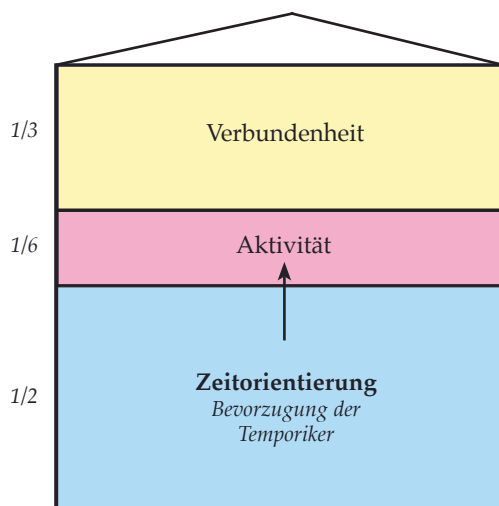 1/3
Verbundenheit
1/6
Aktivität
1/2
Zeitorientierung
Bevorzugung der
Temporiker